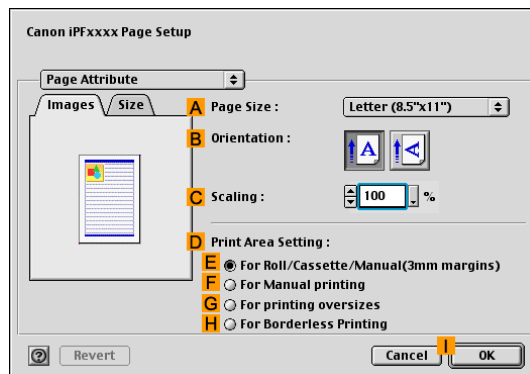 Canon iPFxxxx Page Setup
Page Attribute
Images Size
A Page Size : Letter (8.5"x11")
B Orientation : A A
C Scaling : 100 %
D Print Area Setting :
E For Roll/Cassette/Manual(3mm margins)
F For Manual printing
G For printing oversizes
H For Borderless Printing
? Revert Cancel I OK